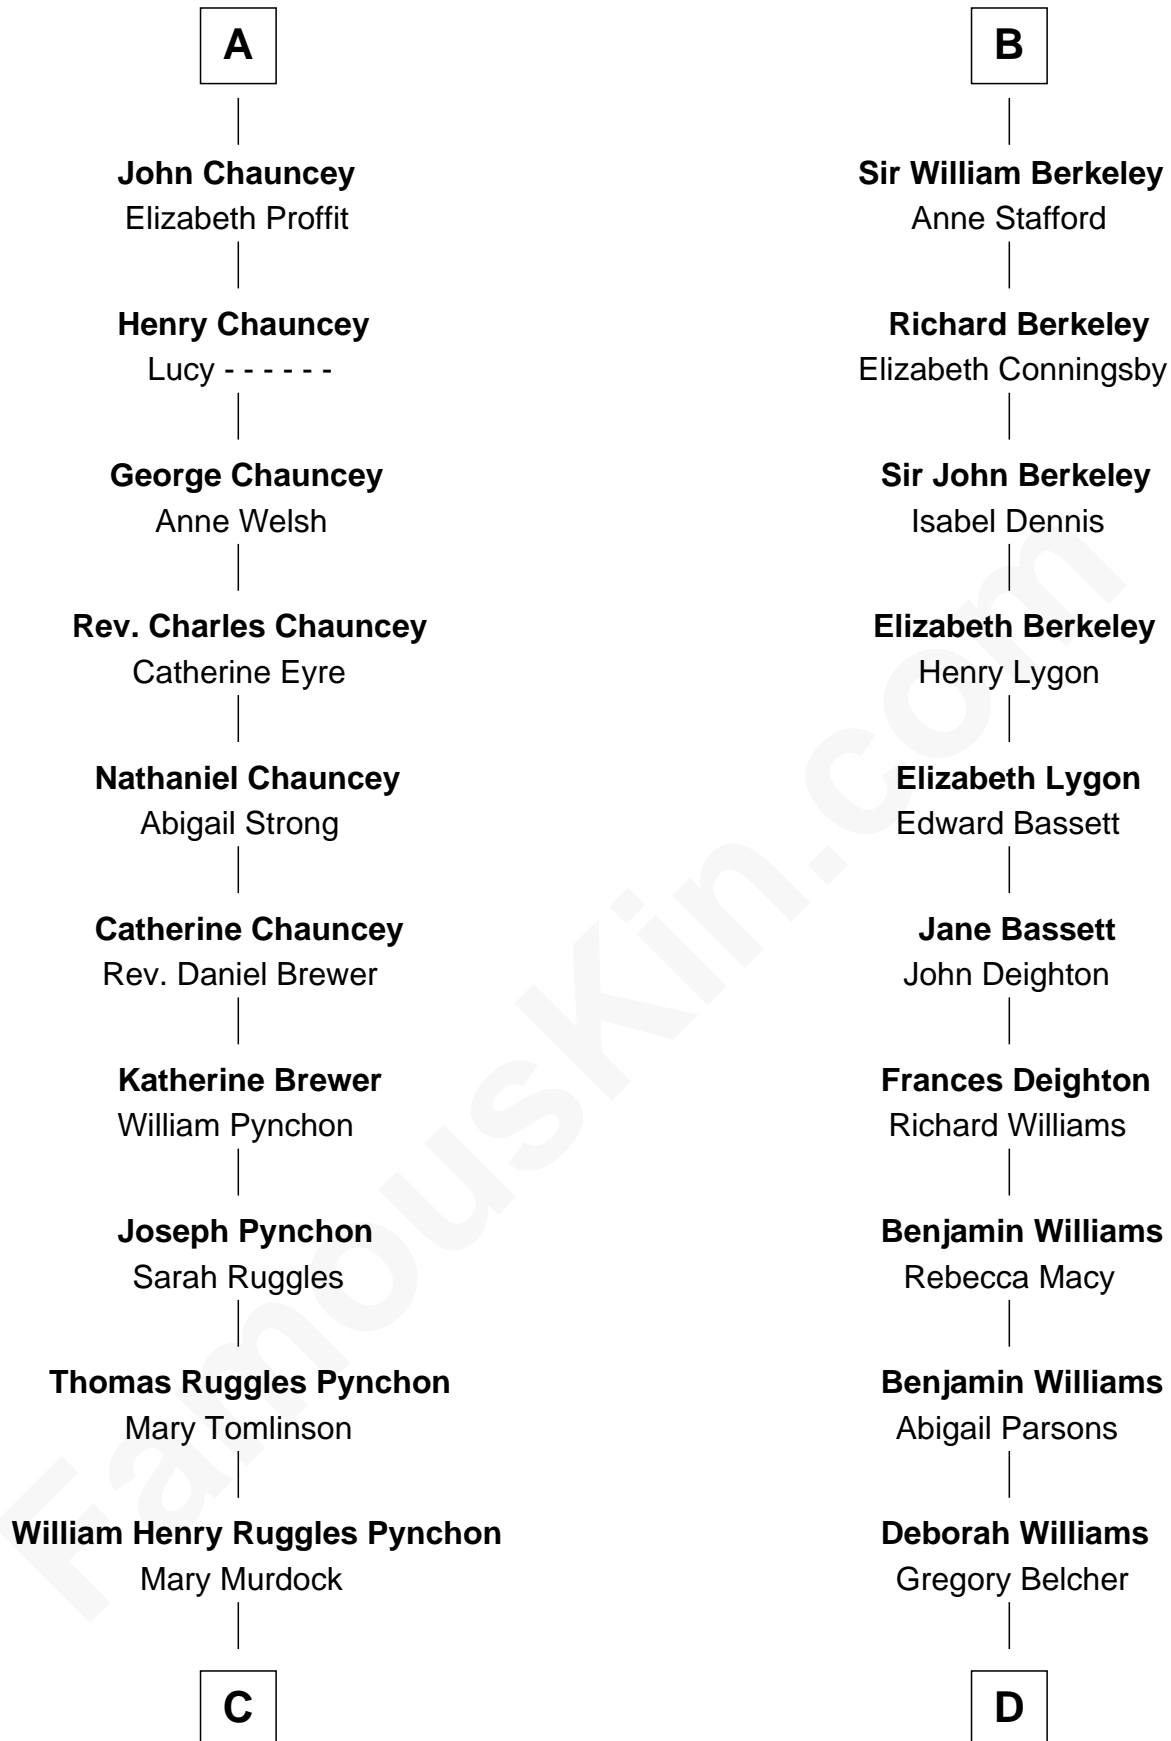 A
John Chauncey
Elizabeth Proffit
Henry Chauncey
Lucy - - - - - -
George Chauncey
Anne Welsh
Rev. Charles Chauncey
Catherine Eyre
Nathaniel Chauncey
Abigail Strong
Catherine Chauncey
Rev. Daniel Brewer
Katherine Brewer
William Pynchon
Joseph Pynchon
Sarah Ruggles
Thomas Ruggles Pynchon
Mary Tomlinson
William Henry Ruggles Pynchon
Mary Murdock
C
B
Sir William Berkeley
Anne Stafford
Richard Berkeley
Elizabeth Conningsby
Sir John Berkeley
Isabel Dennis
Elizabeth Berkeley
Henry Lygon
Elizabeth Lygon
Edward Bassett
Jane Bassett
John Deighton
Frances Deighton
Richard Williams
Benjamin Williams
Rebecca Macy
Benjamin Williams
Abigail Parsons
Deborah Williams
Gregory Belcher
D
FamousKin.com